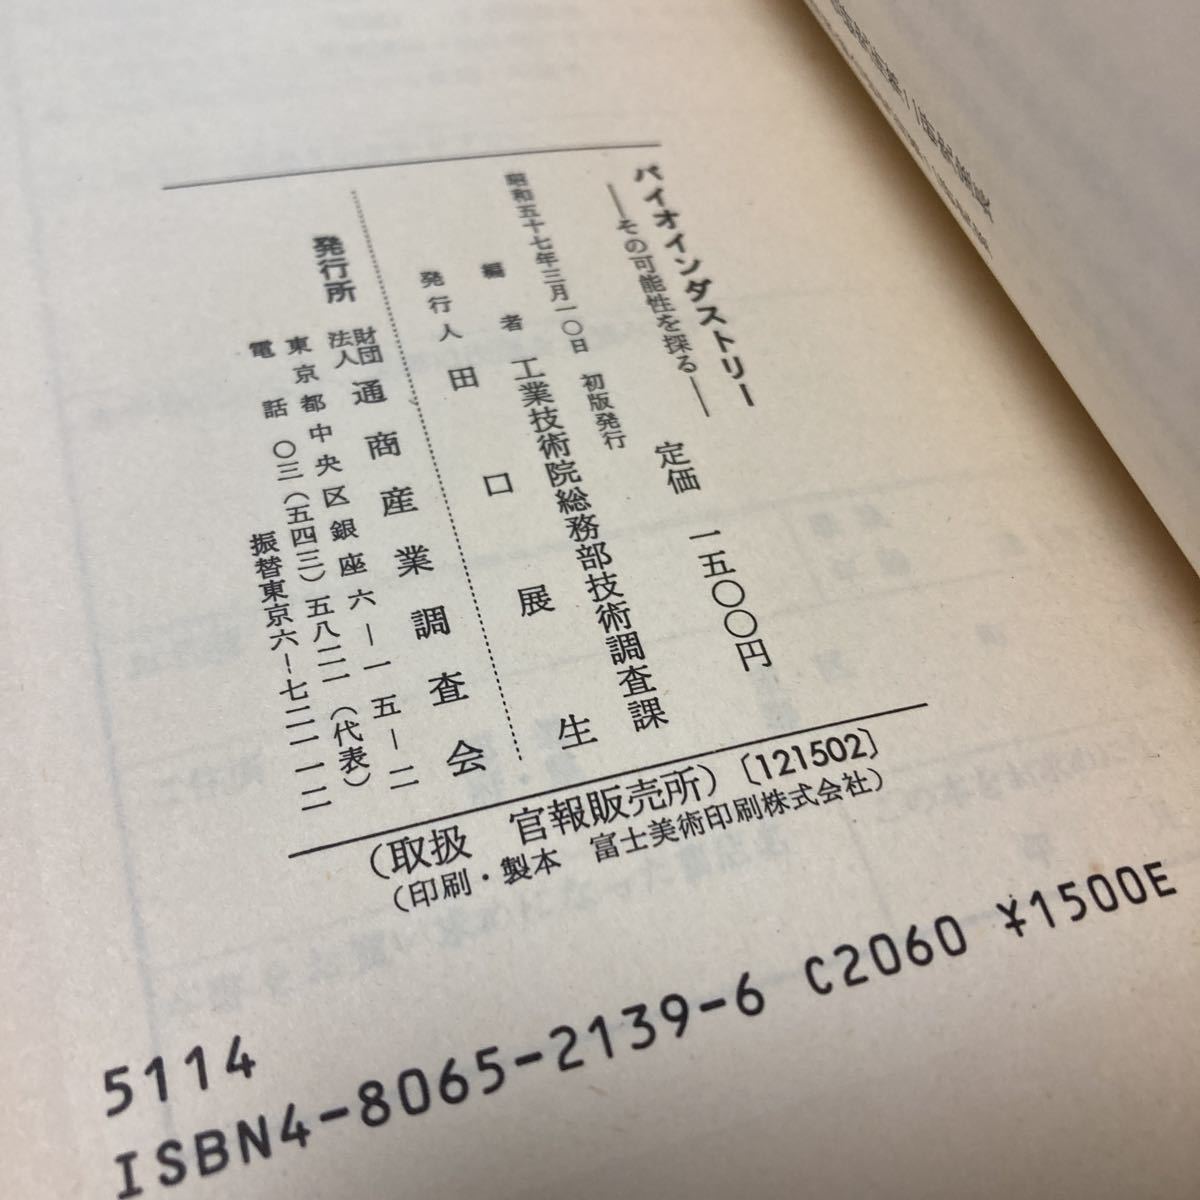 バイオインダストリー
――その可能性を探る――
定価 一五〇〇円
昭和五十七年三月一〇日 初版発行
編者 工業技術院総務部技術調査課
発行人 田口展生
発行所 財団法人 通商産業調査会
東京都中央区銀座六―一五―二
電話 〇三(五四三)五八二一(代表)
振替東京六―七二一一二
(取扱 官報販売所)〔121502〕
(印刷・製本 富士美術印刷株式会社)
5114
ISBN4-8065-2139-6 C2060 ¥1500E